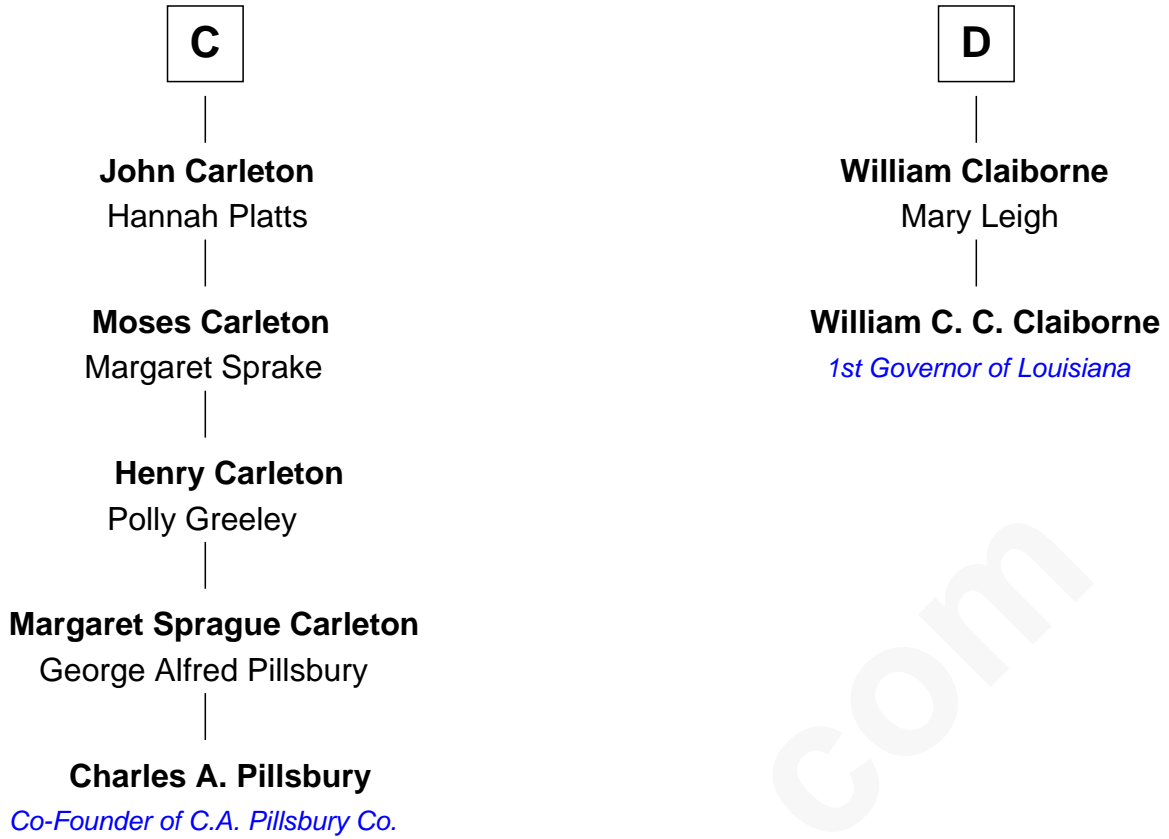 C
John Carleton
Hannah Platts
Moses Carleton
Margaret Sprake
Henry Carleton
Polly Greeley
Margaret Sprague Carleton
George Alfred Pillsbury
Charles A. Pillsbury
Co-Founder of C.A. Pillsbury Co.
D
William Claiborne
Mary Leigh
William C. C. Claiborne
1st Governor of Louisiana
com